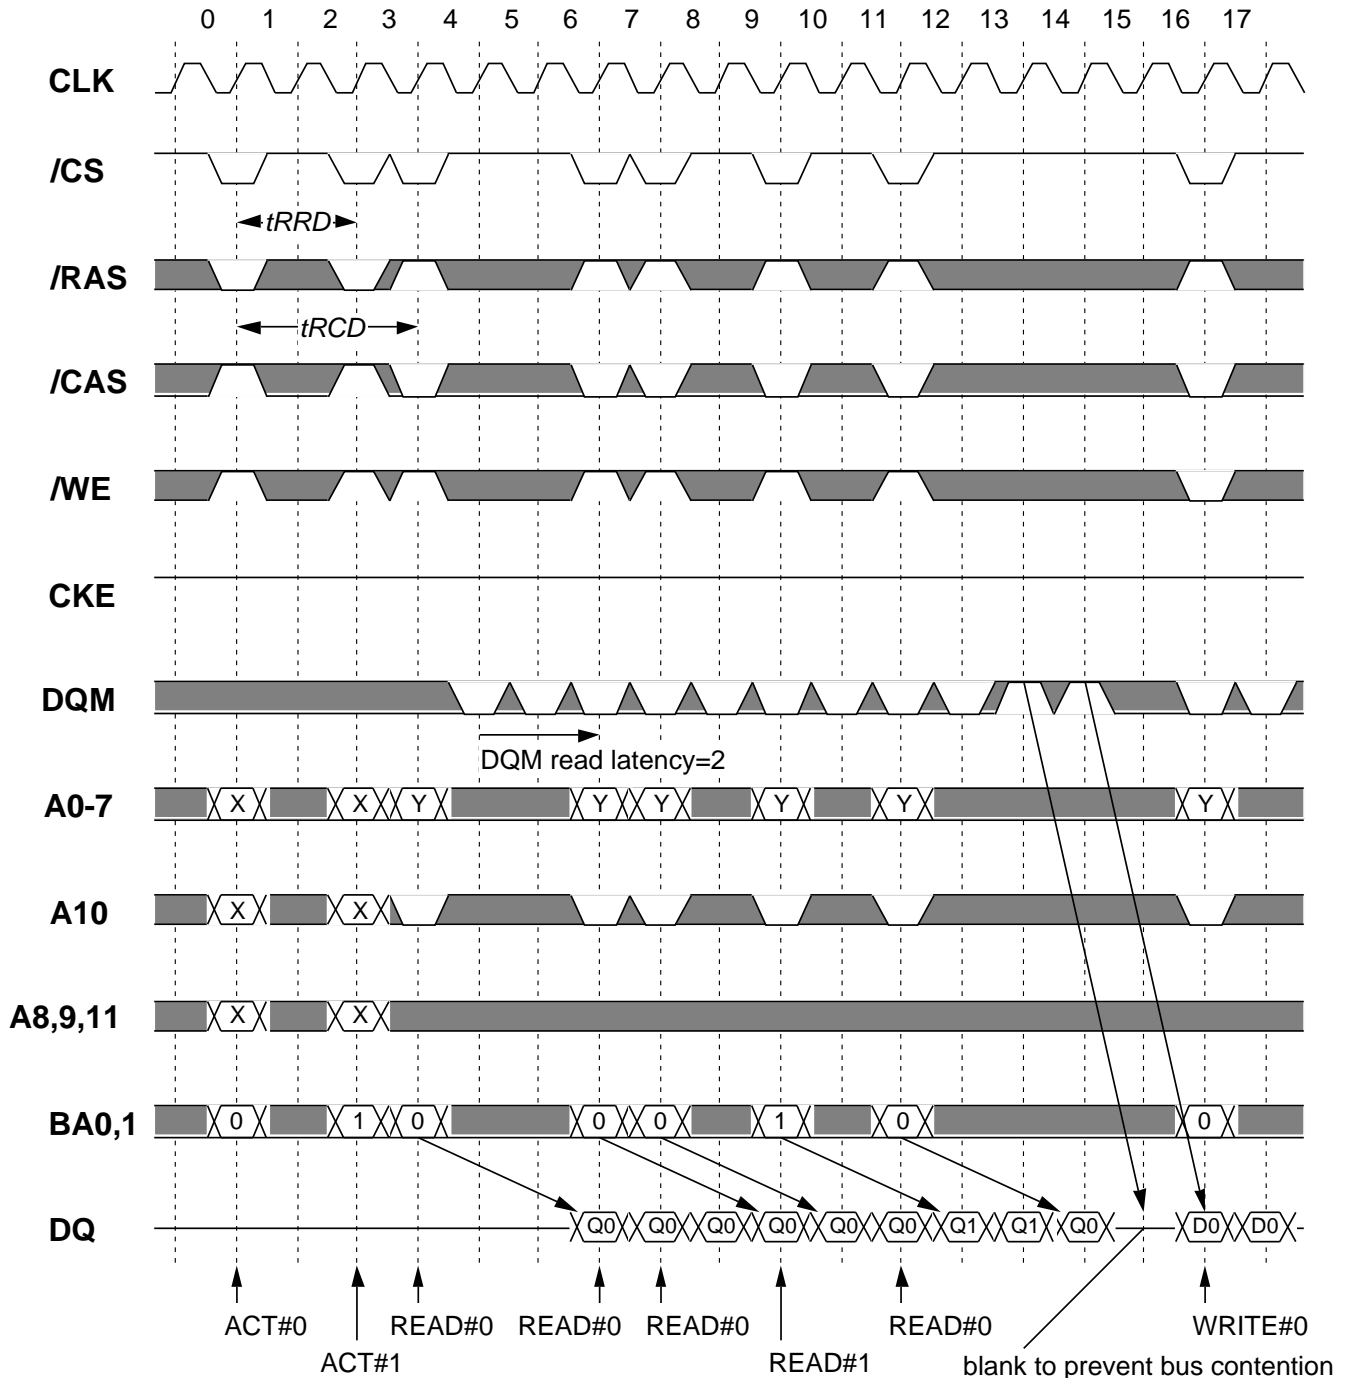 0 1 2 3 4 5 6 7 8 9 10 11 12 13 14 15 16 17
CLK
/CS
tRRD
/RAS
tRCD
/CAS
/WE
CKE
DQM
DQM read latency=2
A0-7 X X Y Y Y Y Y Y
A10 X X
A8,9,11 X X
BA0,1 0 1 0 0 0 1 0 0
DQ Q0 Q0 Q0 Q0 Q0 Q0 Q1 Q1 Q0 D0 D0
ACT#0 READ#0 READ#0 READ#0 READ#0 WRITE#0
ACT#1 READ#1 blank to prevent bus contention